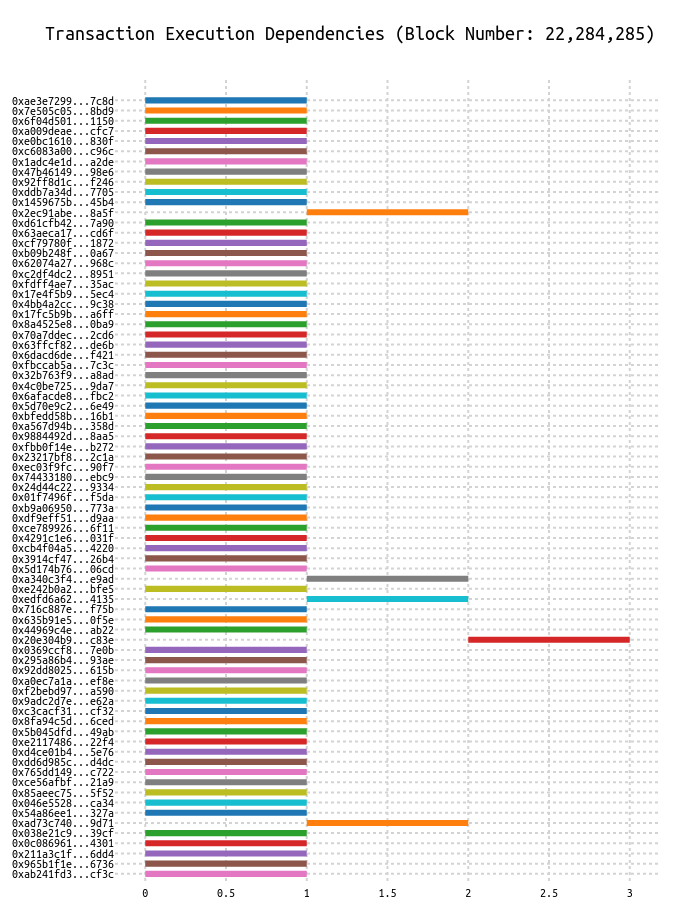 Transaction Execution Dependencies (Block Number: 22,284,285)
0xae3e7299...7c8d
0x7e505c05...8bd9
0x6f04d501...1150
0xa009deae...cfc7
0xe0bc1610...830f
0xc6083a00...c96c
0x1adc4e1d...a2de
0x47b46149...98e6
0x92ff8d1c...f246
0xddb7a34d...7705
0x1459675b...45b4
0x2ec91abe...8a5f
0xd61cfb42...7a90
0x63aeca17...cd6f
0xcf79780f...1872
0xb09b248f...0a67
0x62074a27...968c
0xc2df4dc2...8951
0xfdff4ae7...35ac
0x17e4f5b9...5ec4
0x4bb4a2cc...9c38
0x17fc5b9b...a6ff
0x8a4525e8...0ba9
0x70a7ddec...2cd6
0x63ffcf82...de6b
0x6dacd6de...f421
0xfbccab5a...7c3c
0x32b763f9...a8ad
0x4c0be725...9da7
0x6afacde8...fbc2
0x5d70e9c2...6e49
0xbfedd58b...16b1
0xa567d94b...358d
0x9884492d...8aa5
0xfbb0f14e...b272
0x23217bf8...2c1a
0xec03f9fc...90f7
0x74433180...ebc9
0x24d44c22...9334
0x01f7496f...f5da
0xb9a06950...773a
0xdf9eff51...d9aa
0xce789926...6f11
0x4291c1e6...031f
0xcb4f04a5...4220
0x3914cf47...26b4
0x5d174b76...06cd
0xa340c3f4...e9ad
0xe242b0a2...bfe5
0xedfd6a62...4135
0x716c887e...f75b
0x635b91e5...0f5e
0x44969c4e...ab22
0x20e304b9...c83e
0x0369ccf8...7e0b
0x295a86b4...93ae
0x92dd8025...615b
0xa0ec7a1a...ef8e
0xf2bebd97...a590
0x9adc2d7e...e62a
0xc3cacf31...cf32
0x8fa94c5d...6ced
0x5b045dfd...49ab
0xe2117486...22f4
0xd4ce01b4...5e76
0xdd6d985c...d4dc
0x765dd149...c722
0xce56afbf...21a9
0x85aeec75...5f52
0x046e5528...ca34
0x54a86ee1...327a
0xad73c740...9d71
0x038e21c9...39cf
0x0c086961...4301
0x211a3c1f...6dd4
0x965b1f1e...6736
0xab241fd3...cf3c
0 0.5 1 1.5 2 2.5 3